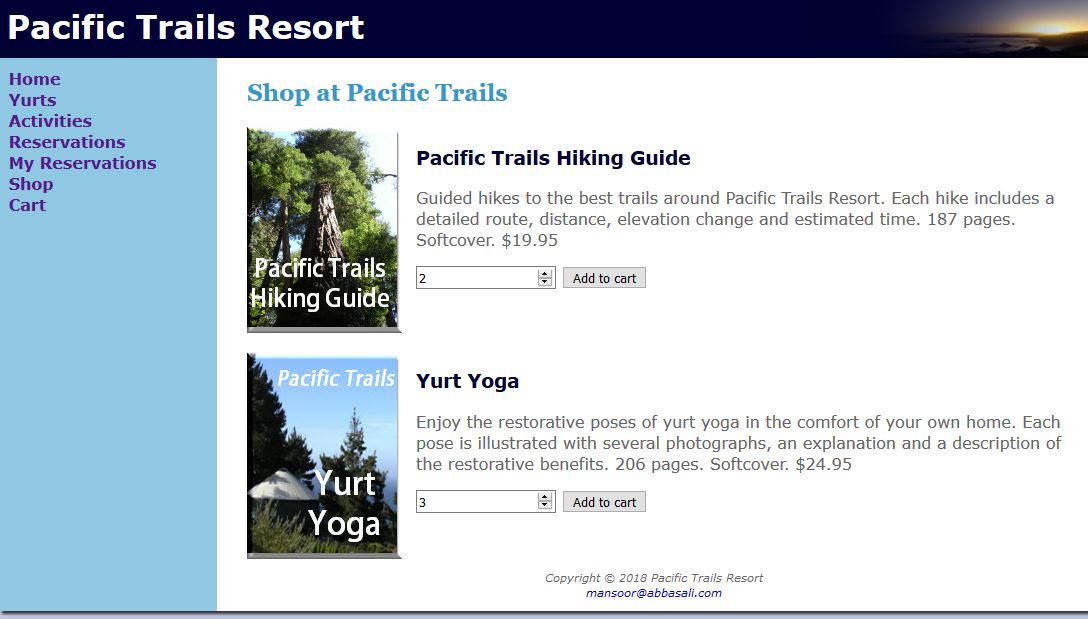 Pacific Trails Resort
Home
Yurts
Activities
Reservations
My Reservations
Shop
Cart
Shop at Pacific Trails
Pacific Trails
Hiking Guide
Pacific Trails Hiking Guide
Guided hikes to the best trails around Pacific Trails Resort. Each hike includes a
detailed route, distance, elevation change and estimated time. 187 pages.
Softcover. $19.95
2 Add to cart
Pacific Trails
Yurt
Yoga
Yurt Yoga
Enjoy the restorative poses of yurt yoga in the comfort of your own home. Each
pose is illustrated with several photographs, an explanation and a description of
the restorative benefits. 206 pages. Softcover. $24.95
3 Add to cart
Copyright © 2018 Pacific Trails Resort
mansoor@abbasali.com